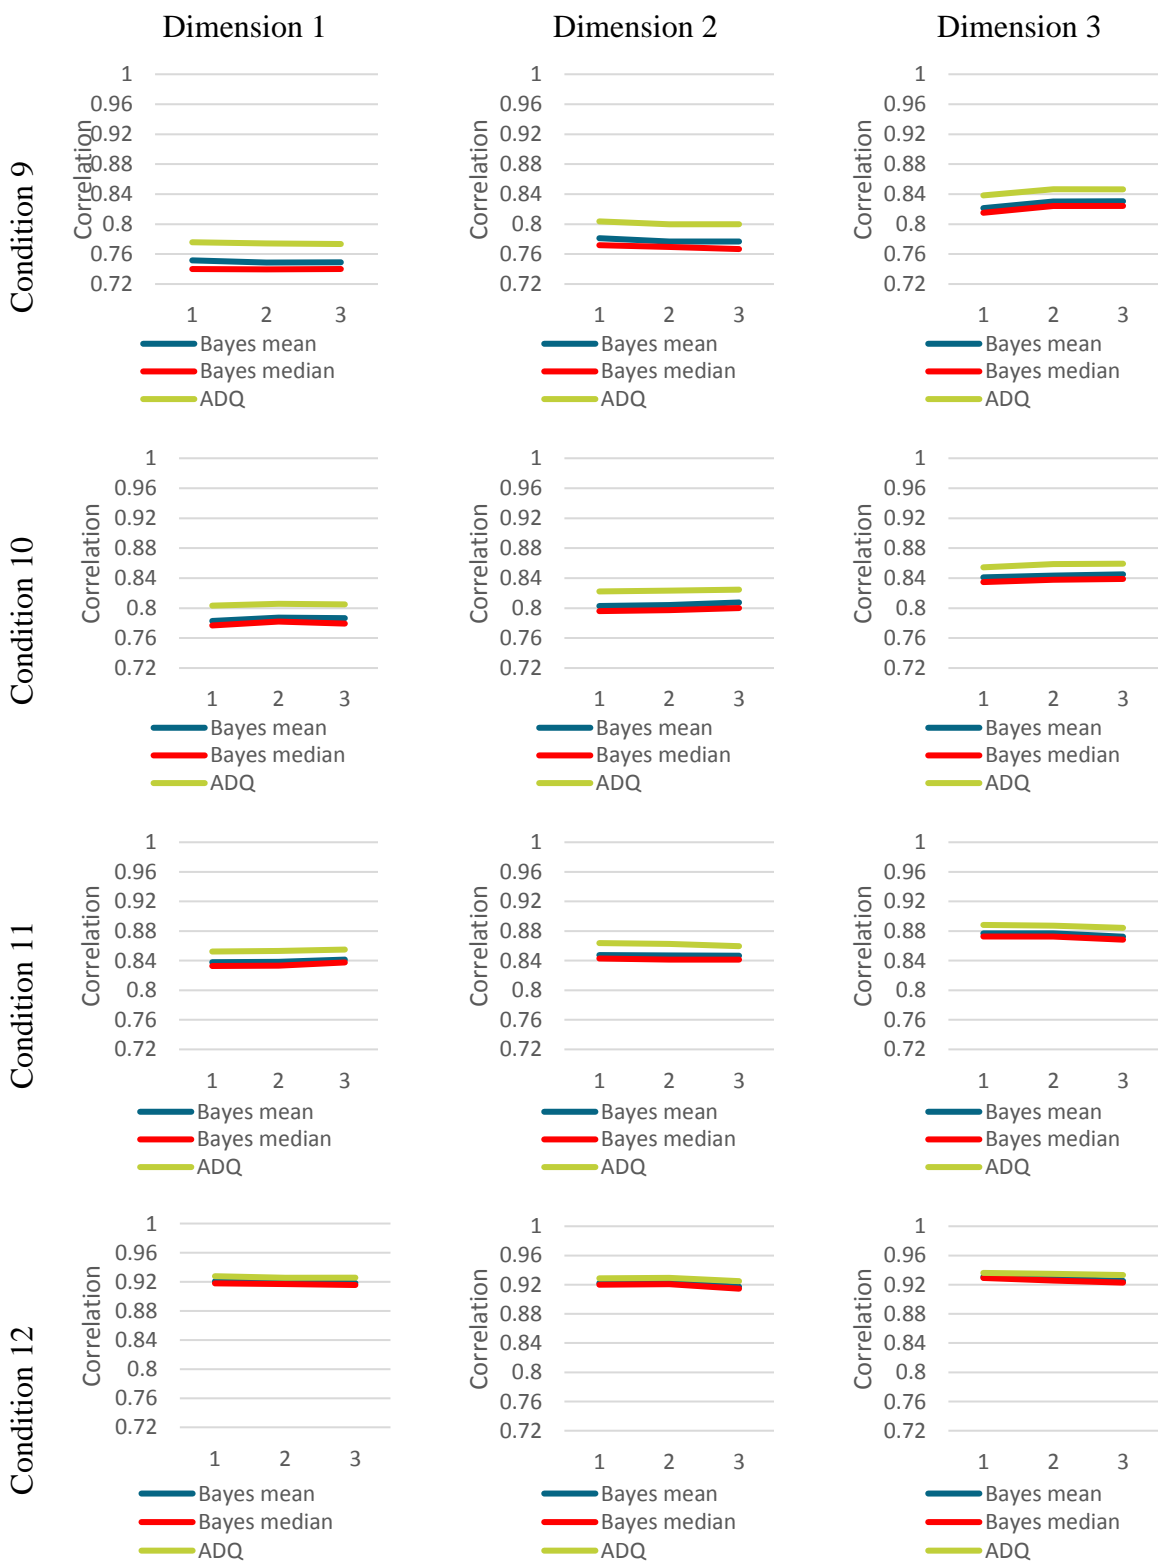 Dimension 1
Dimension 2
Dimension 3
Condition 9
Correlation
1
0.96
0.92
0.88
0.84
0.8
0.76
0.72
1 2 3
Bayes mean
Bayes median
ADQ
Correlation
1
0.96
0.92
0.88
0.84
0.8
0.76
0.72
1 2 3
Bayes mean
Bayes median
ADQ
Correlation
1
0.96
0.92
0.88
0.84
0.8
0.76
0.72
1 2 3
Bayes mean
Bayes median
ADQ
Condition 10
Correlation
1
0.96
0.92
0.88
0.84
0.8
0.76
0.72
1 2 3
Bayes mean
Bayes median
ADQ
Correlation
1
0.96
0.92
0.88
0.84
0.8
0.76
0.72
1 2 3
Bayes mean
Bayes median
ADQ
Correlation
1
0.96
0.92
0.88
0.84
0.8
0.76
0.72
1 2 3
Bayes mean
Bayes median
ADQ
Condition 11
Correlation
1
0.96
0.92
0.88
0.84
0.8
0.76
0.72
1 2 3
Bayes mean
Bayes median
ADQ
Correlation
1
0.96
0.92
0.88
0.84
0.8
0.76
0.72
1 2 3
Bayes mean
Bayes median
ADQ
Correlation
1
0.96
0.92
0.88
0.84
0.8
0.76
0.72
1 2 3
Bayes mean
Bayes median
ADQ
Condition 12
Correlation
1
0.96
0.92
0.88
0.84
0.8
0.76
0.72
1 2 3
Bayes mean
Bayes median
ADQ
Correlation
1
0.96
0.92
0.88
0.84
0.8
0.76
0.72
1 2 3
Bayes mean
Bayes median
ADQ
Correlation
1
0.96
0.92
0.88
0.84
0.8
0.76
0.72
1 2 3
Bayes mean
Bayes median
ADQ